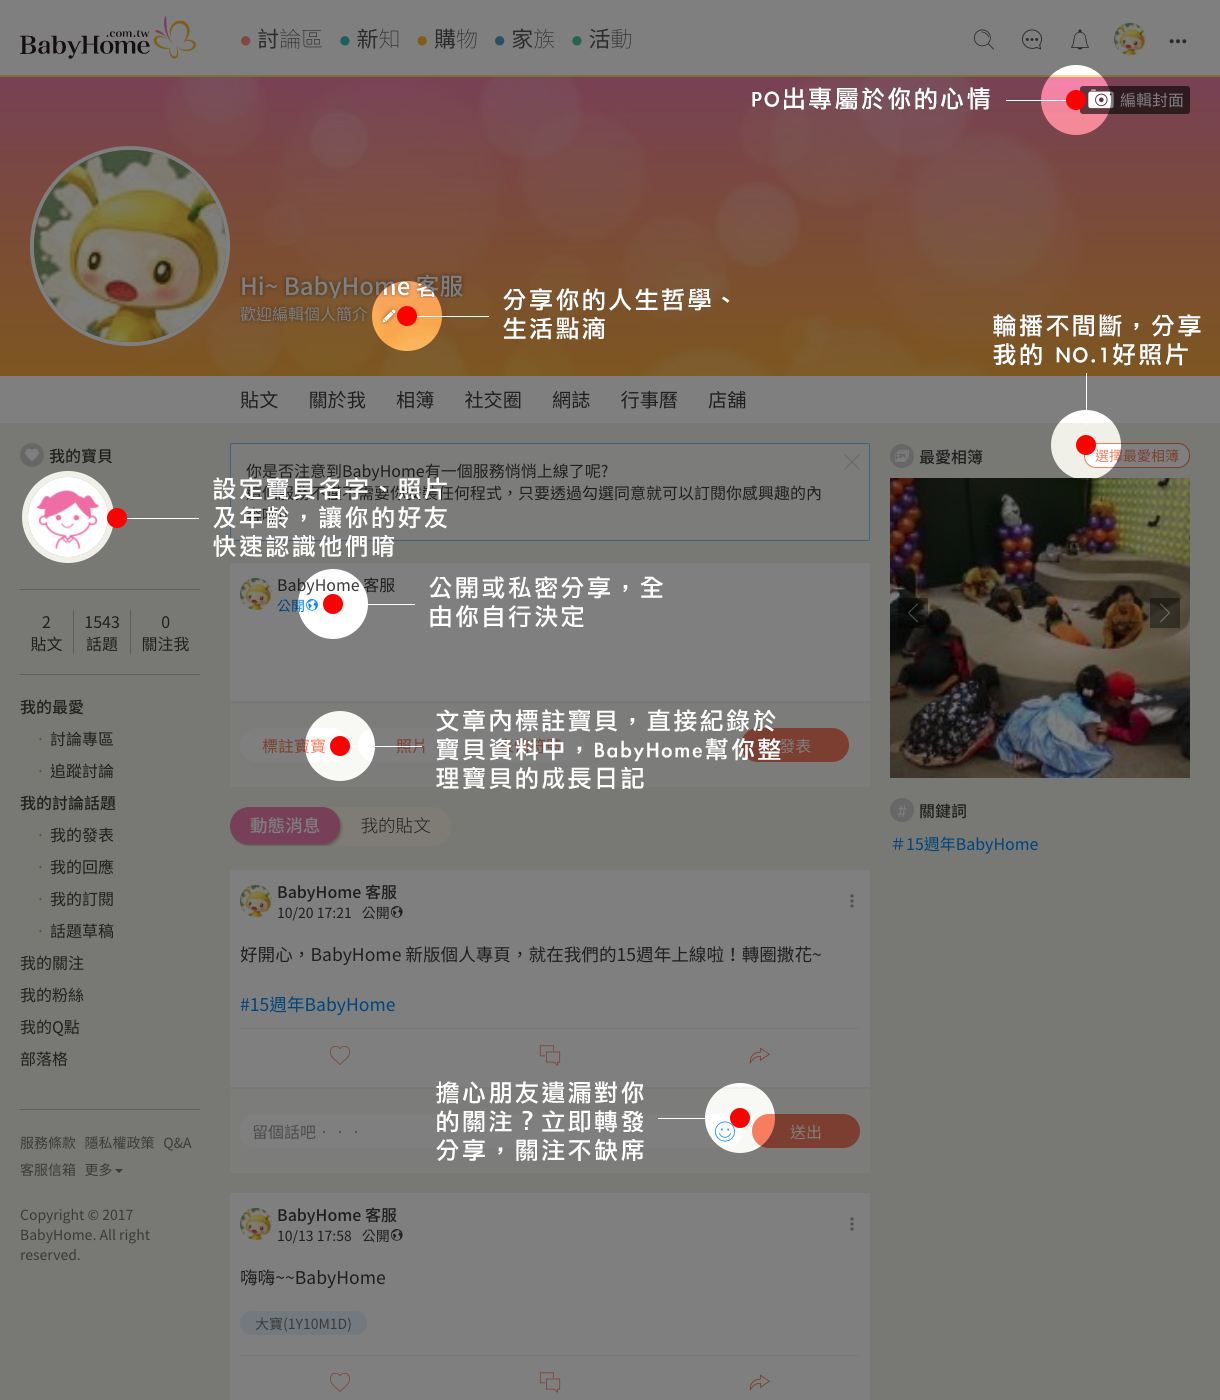 BabyHome .com.tw
討論區 新知 購物 家族 活動
PO出專屬於你的心情
編輯封面
Hi~ BabyHome 客服
歡迎編輯個人簡介
分享你的人生哲學、
生活點滴
輪播不間斷，分享
我的 NO.1好照片
貼文 關於我 相簿 社交圈 網誌 行事曆 店舖
我的寶貝
你是否注意到BabyHome有一個服務悄悄上線了呢?
任何程式，只要透過勾選同意就可以訂閱你感興趣的內
設定寶貝名字、照片
及年齡，讓你的好友
快速認識他們唷
最愛相簿
選擇最愛相簿
BabyHome 客服
公開
公開或私密分享，全
由你自行決定
2 1543 0
貼文 話題 關注我
標註寶寶 照片
發表
文章內標註寶貝，直接紀錄於
寶貝資料中，BabyHome幫你整
理寶貝的成長日記
我的最愛
· 討論專區
· 追蹤討論
我的討論話題
· 我的發表
· 我的回應
· 我的訂閱
· 話題草稿
我的關注
我的粉絲
我的Q點
部落格
動態消息 我的貼文
# 關鍵詞
＃15週年BabyHome
BabyHome 客服
10/20 17:21 公開
好開心，BabyHome 新版個人專頁，就在我們的15週年上線啦！轉圈撒花~
#15週年BabyHome
留個話吧・・・
送出
擔心朋友遺漏對你
的關注？立即轉發
分享，關注不缺席
服務條款 隱私權政策 Q&A
客服信箱 更多
Copyright © 2017
BabyHome. All right
reserved.
BabyHome 客服
10/13 17:58 公開
嗨嗨~~BabyHome
大寶(1Y10M1D)